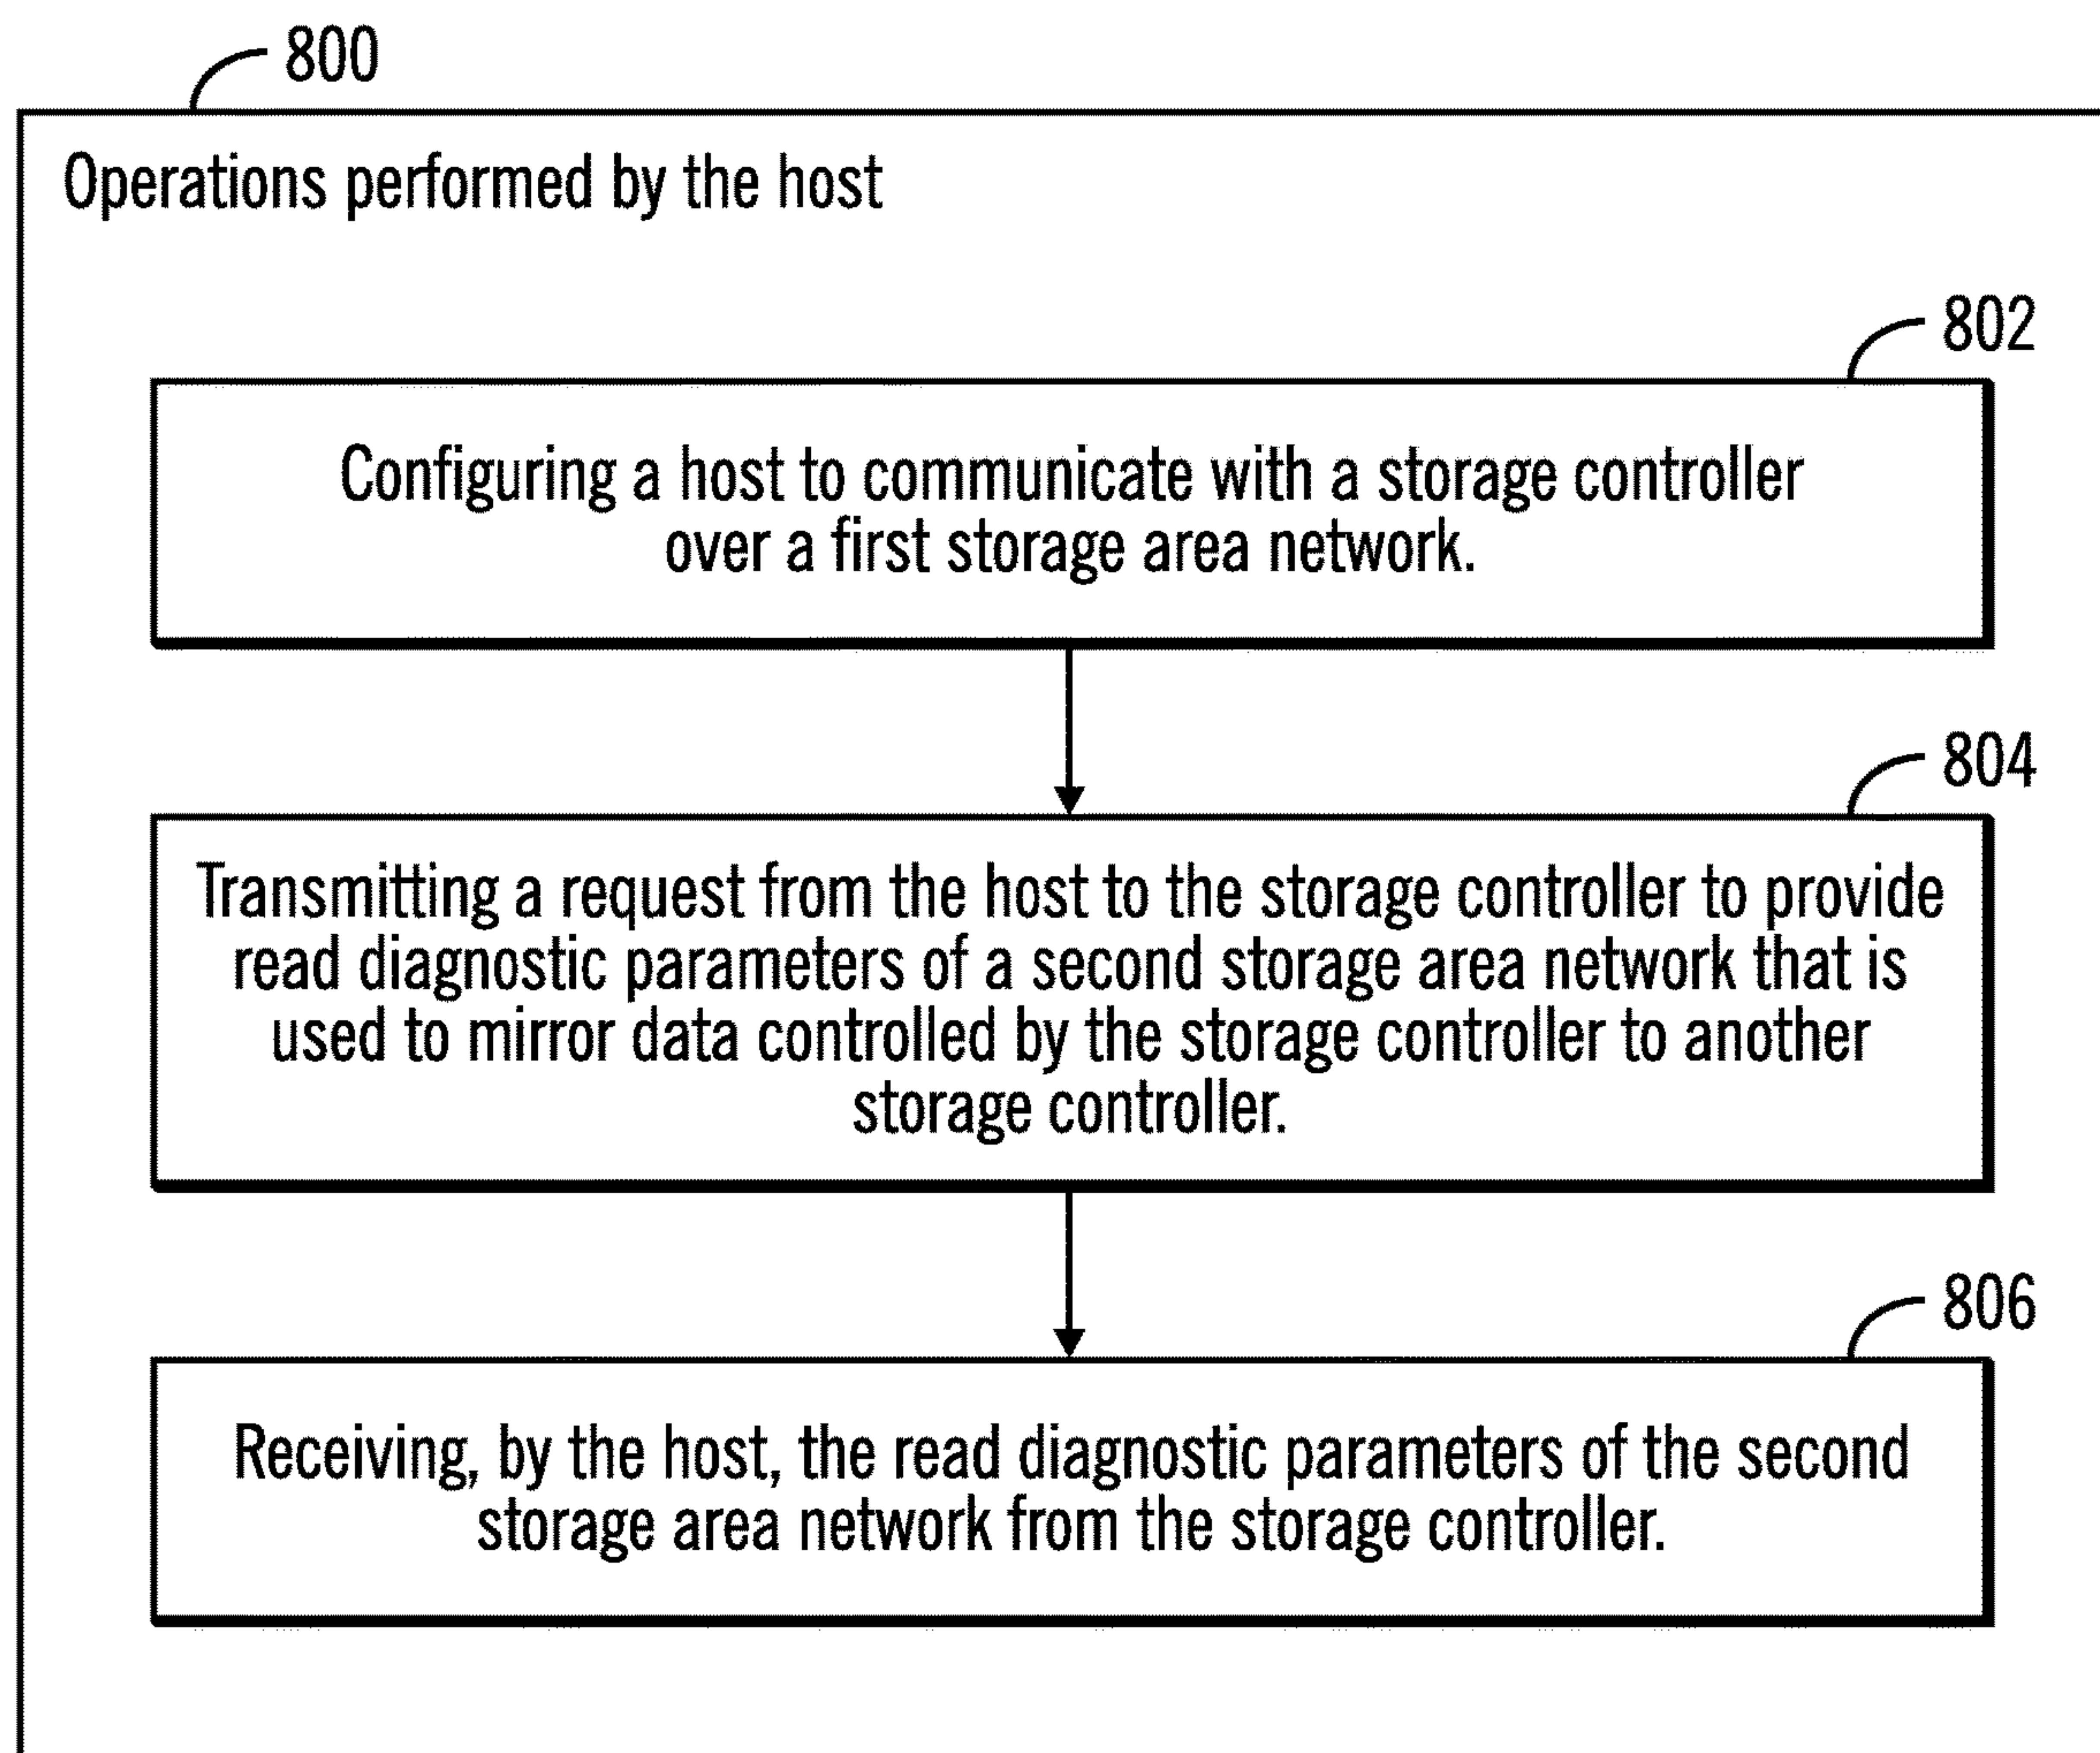 800
Operations performed by the host
802
Configuring a host to communicate with a storage controller
over a first storage area network.
804
Transmitting a request from the host to the storage controller to provide
read diagnostic parameters of a second storage area network that is
used to mirror data controlled by the storage controller to another
storage controller.
806
Receiving, by the host, the read diagnostic parameters of the second
storage area network from the storage controller.